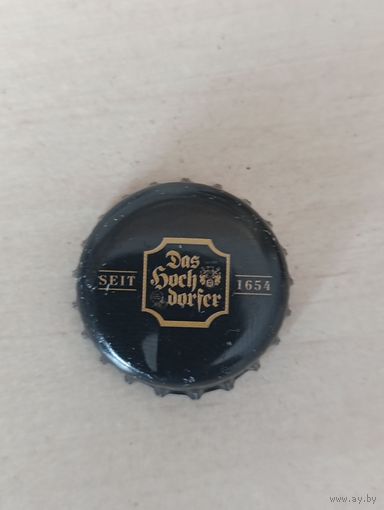 Das
SEIT Hoch 1654
dorfer
www.ay.by